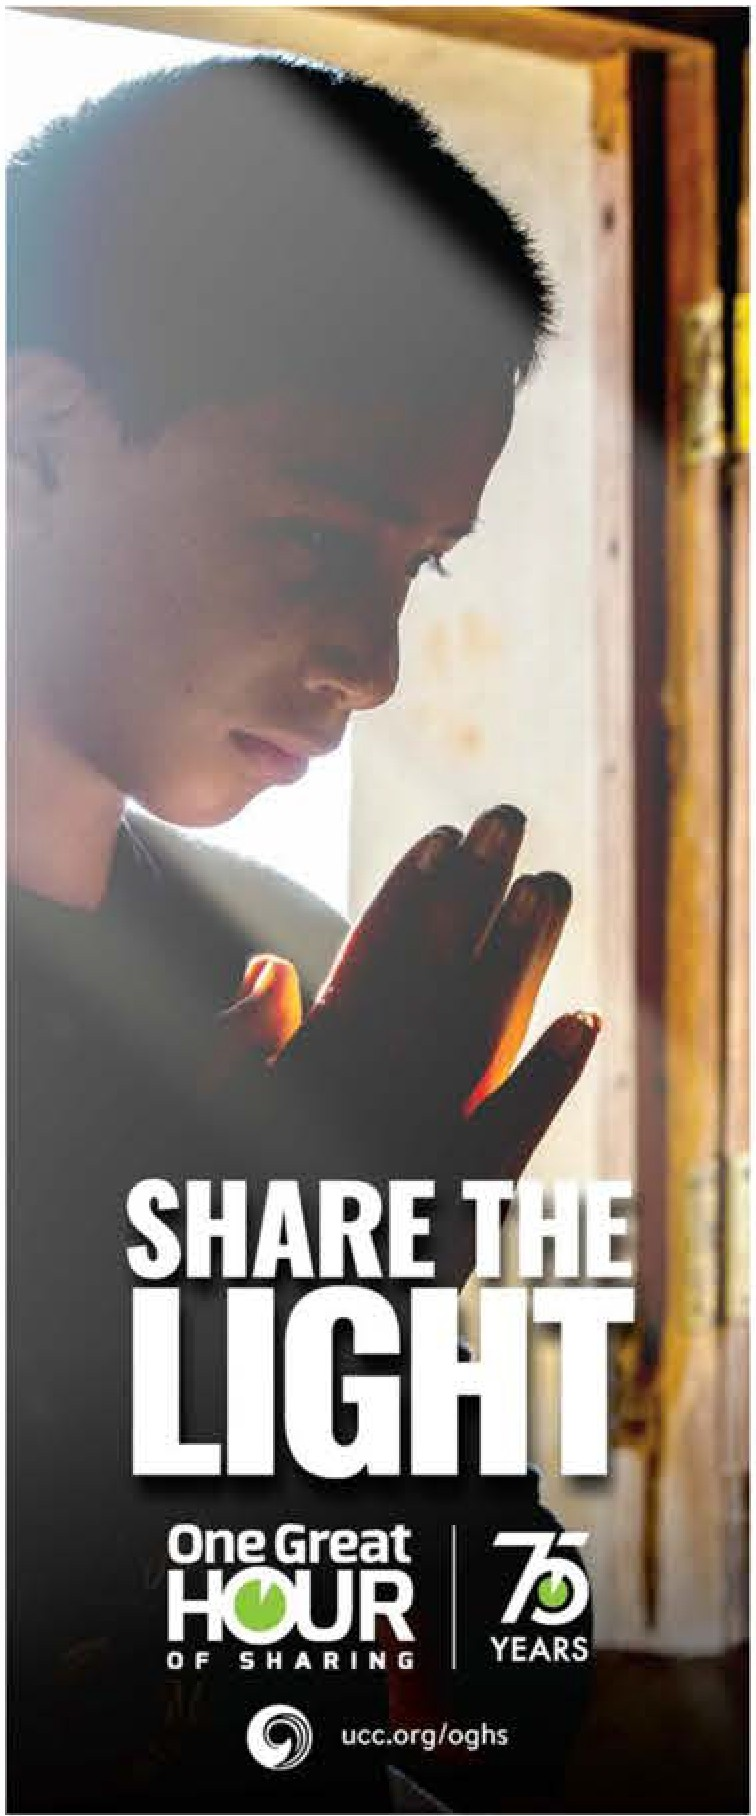 SHARE THE
LIGHT
One Great
HOUR
OF SHARING
75
YEARS
ucc.org/oghs